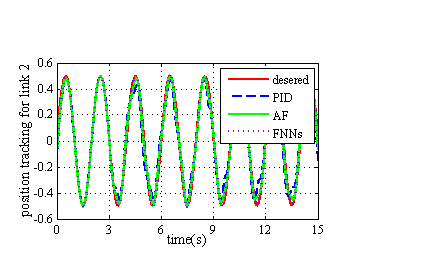 0.6
0.4
0.2
0
-0.2
-0.4
-0.6
position tracking for link 2
desered
PID
AF
FNNs
0
3
6
9
12
15
time(s)